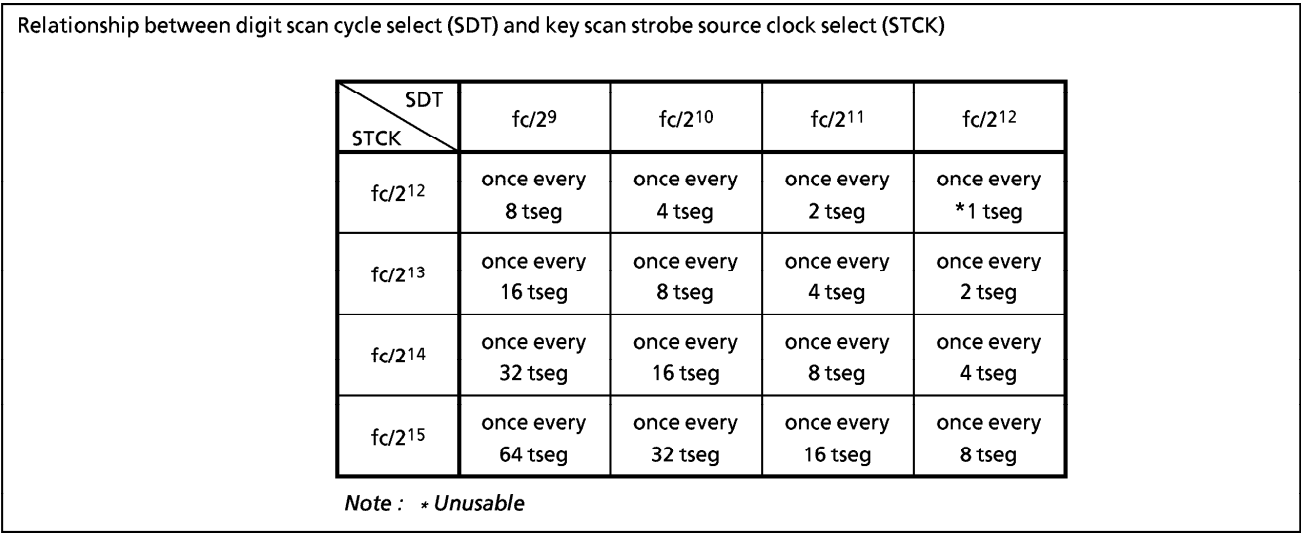 Relationship between digit scan cycle select (SDT) and key scan strobe source clock select (STCK)
SDT
STCK
fc/2⁹
fc/2¹⁰
fc/2¹¹
fc/2¹²
fc/2¹²
once every
8 tseg
once every
4 tseg
once every
2 tseg
once every
*1 tseg
fc/2¹³
once every
16 tseg
once every
8 tseg
once every
4 tseg
once every
2 tseg
fc/2¹⁴
once every
32 tseg
once every
16 tseg
once every
8 tseg
once every
4 tseg
fc/2¹⁵
once every
64 tseg
once every
32 tseg
once every
16 tseg
once every
8 tseg
Note : * Unusable